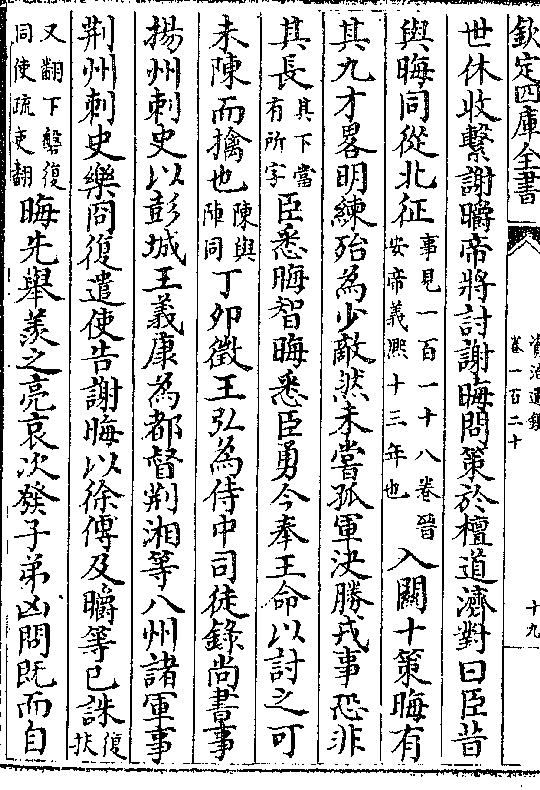 欽定四庫全書
資治通鑑
卷一百二十
十九
世休收繫謝㬭帝將討謝晦問策於檀道濟對曰臣昔
與晦同從北征事見一百一十八卷晉安帝義熙十三年也入關十策晦有
其九才畧明練殆為少敵然未嘗孤軍決勝戎事恐非
其長其下當有所字臣悉晦智晦悉臣勇今奉王命以討之可
未陳而擒也陳與陣同丁卯徵王弘為侍中司徒錄尚書事
揚州刺史以彭城王義康為都督荆湘等八州諸軍事
荆州刺史樂冏復遣使告謝晦以徐傅及㬭等已誅復扶
又翻下槩復同使疏吏翻晦先舉羨之亮哀次發子弟凶問既而自